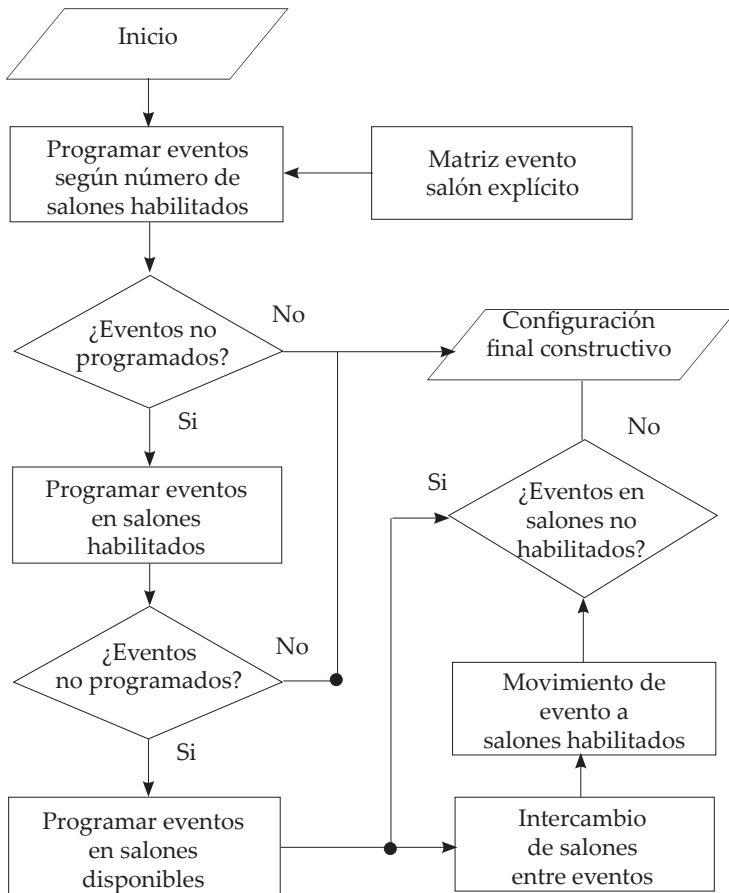 Inicio
Programar eventos
según número de
salones habilitados
Matriz evento
salón explícito
¿Eventos no
programados?
No
Si
Configuración
final constructivo
No
Programar eventos
en salones
habilitados
Si
¿Eventos en
salones no
habilitados?
¿Eventos
no programados?
No
Si
Movimiento de
evento a
salones habilitados
Programar eventos
en salones
disponibles
Intercambio
de salones
entre eventos